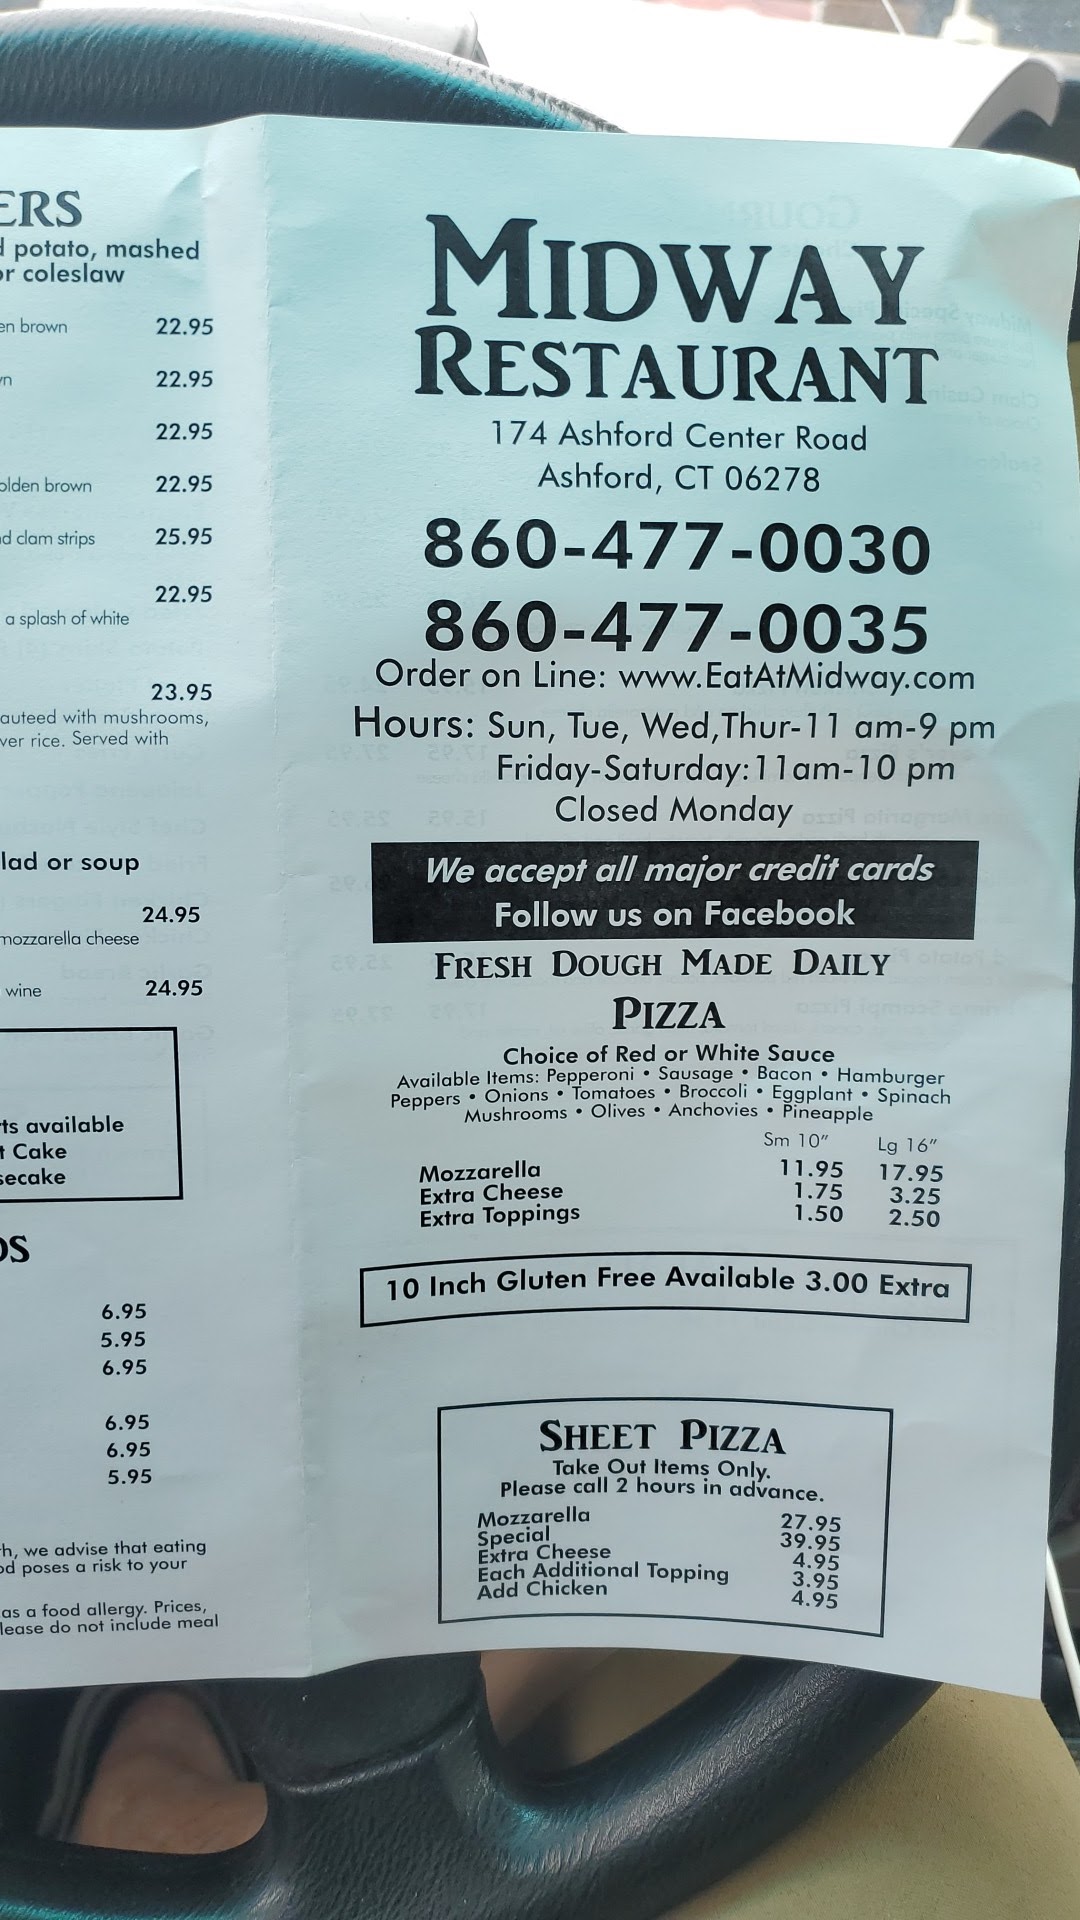 ERS
d potato, mashed
or coleslaw
en brown 22.95
22.95
22.95
olden brown 22.95
d clam strips 25.95
22.95
a splash of white
23.95
auteed with mushrooms,
ver rice. Served with
lad or soup
24.95
mozzarella cheese
wine 24.95
ts available
t Cake
secake
DS
6.95
5.95
6.95
6.95
6.95
5.95
h, we advise that eating
od poses a risk to your
as a food allergy. Prices,
lease do not include meal
MIDWAY
RESTAURANT
174 Ashford Center Road
Ashford, CT 06278
860-477-0030
860-477-0035
Order on Line: www.EatAtMidway.com
Hours: Sun, Tue, Wed,Thur-11 am-9 pm
Friday-Saturday:11am-10 pm
Closed Monday
We accept all major credit cards
Follow us on Facebook
FRESH DOUGH MADE DAILY
PIZZA
Choice of Red or White Sauce
Available Items: Pepperoni • Sausage • Bacon • Hamburger
Peppers • Onions • Tomatoes • Broccoli • Eggplant • Spinach
Mushrooms • Olives • Anchovies • Pineapple
Sm 10" Lg 16"
Mozzarella 11.95 17.95
Extra Cheese 1.75 3.25
Extra Toppings 1.50 2.50
10 Inch Gluten Free Available 3.00 Extra
SHEET PIZZA
Take Out Items Only.
Please call 2 hours in advance.
Mozzarella 27.95
Special 39.95
Extra Cheese 4.95
Each Additional Topping 3.95
Add Chicken 4.95